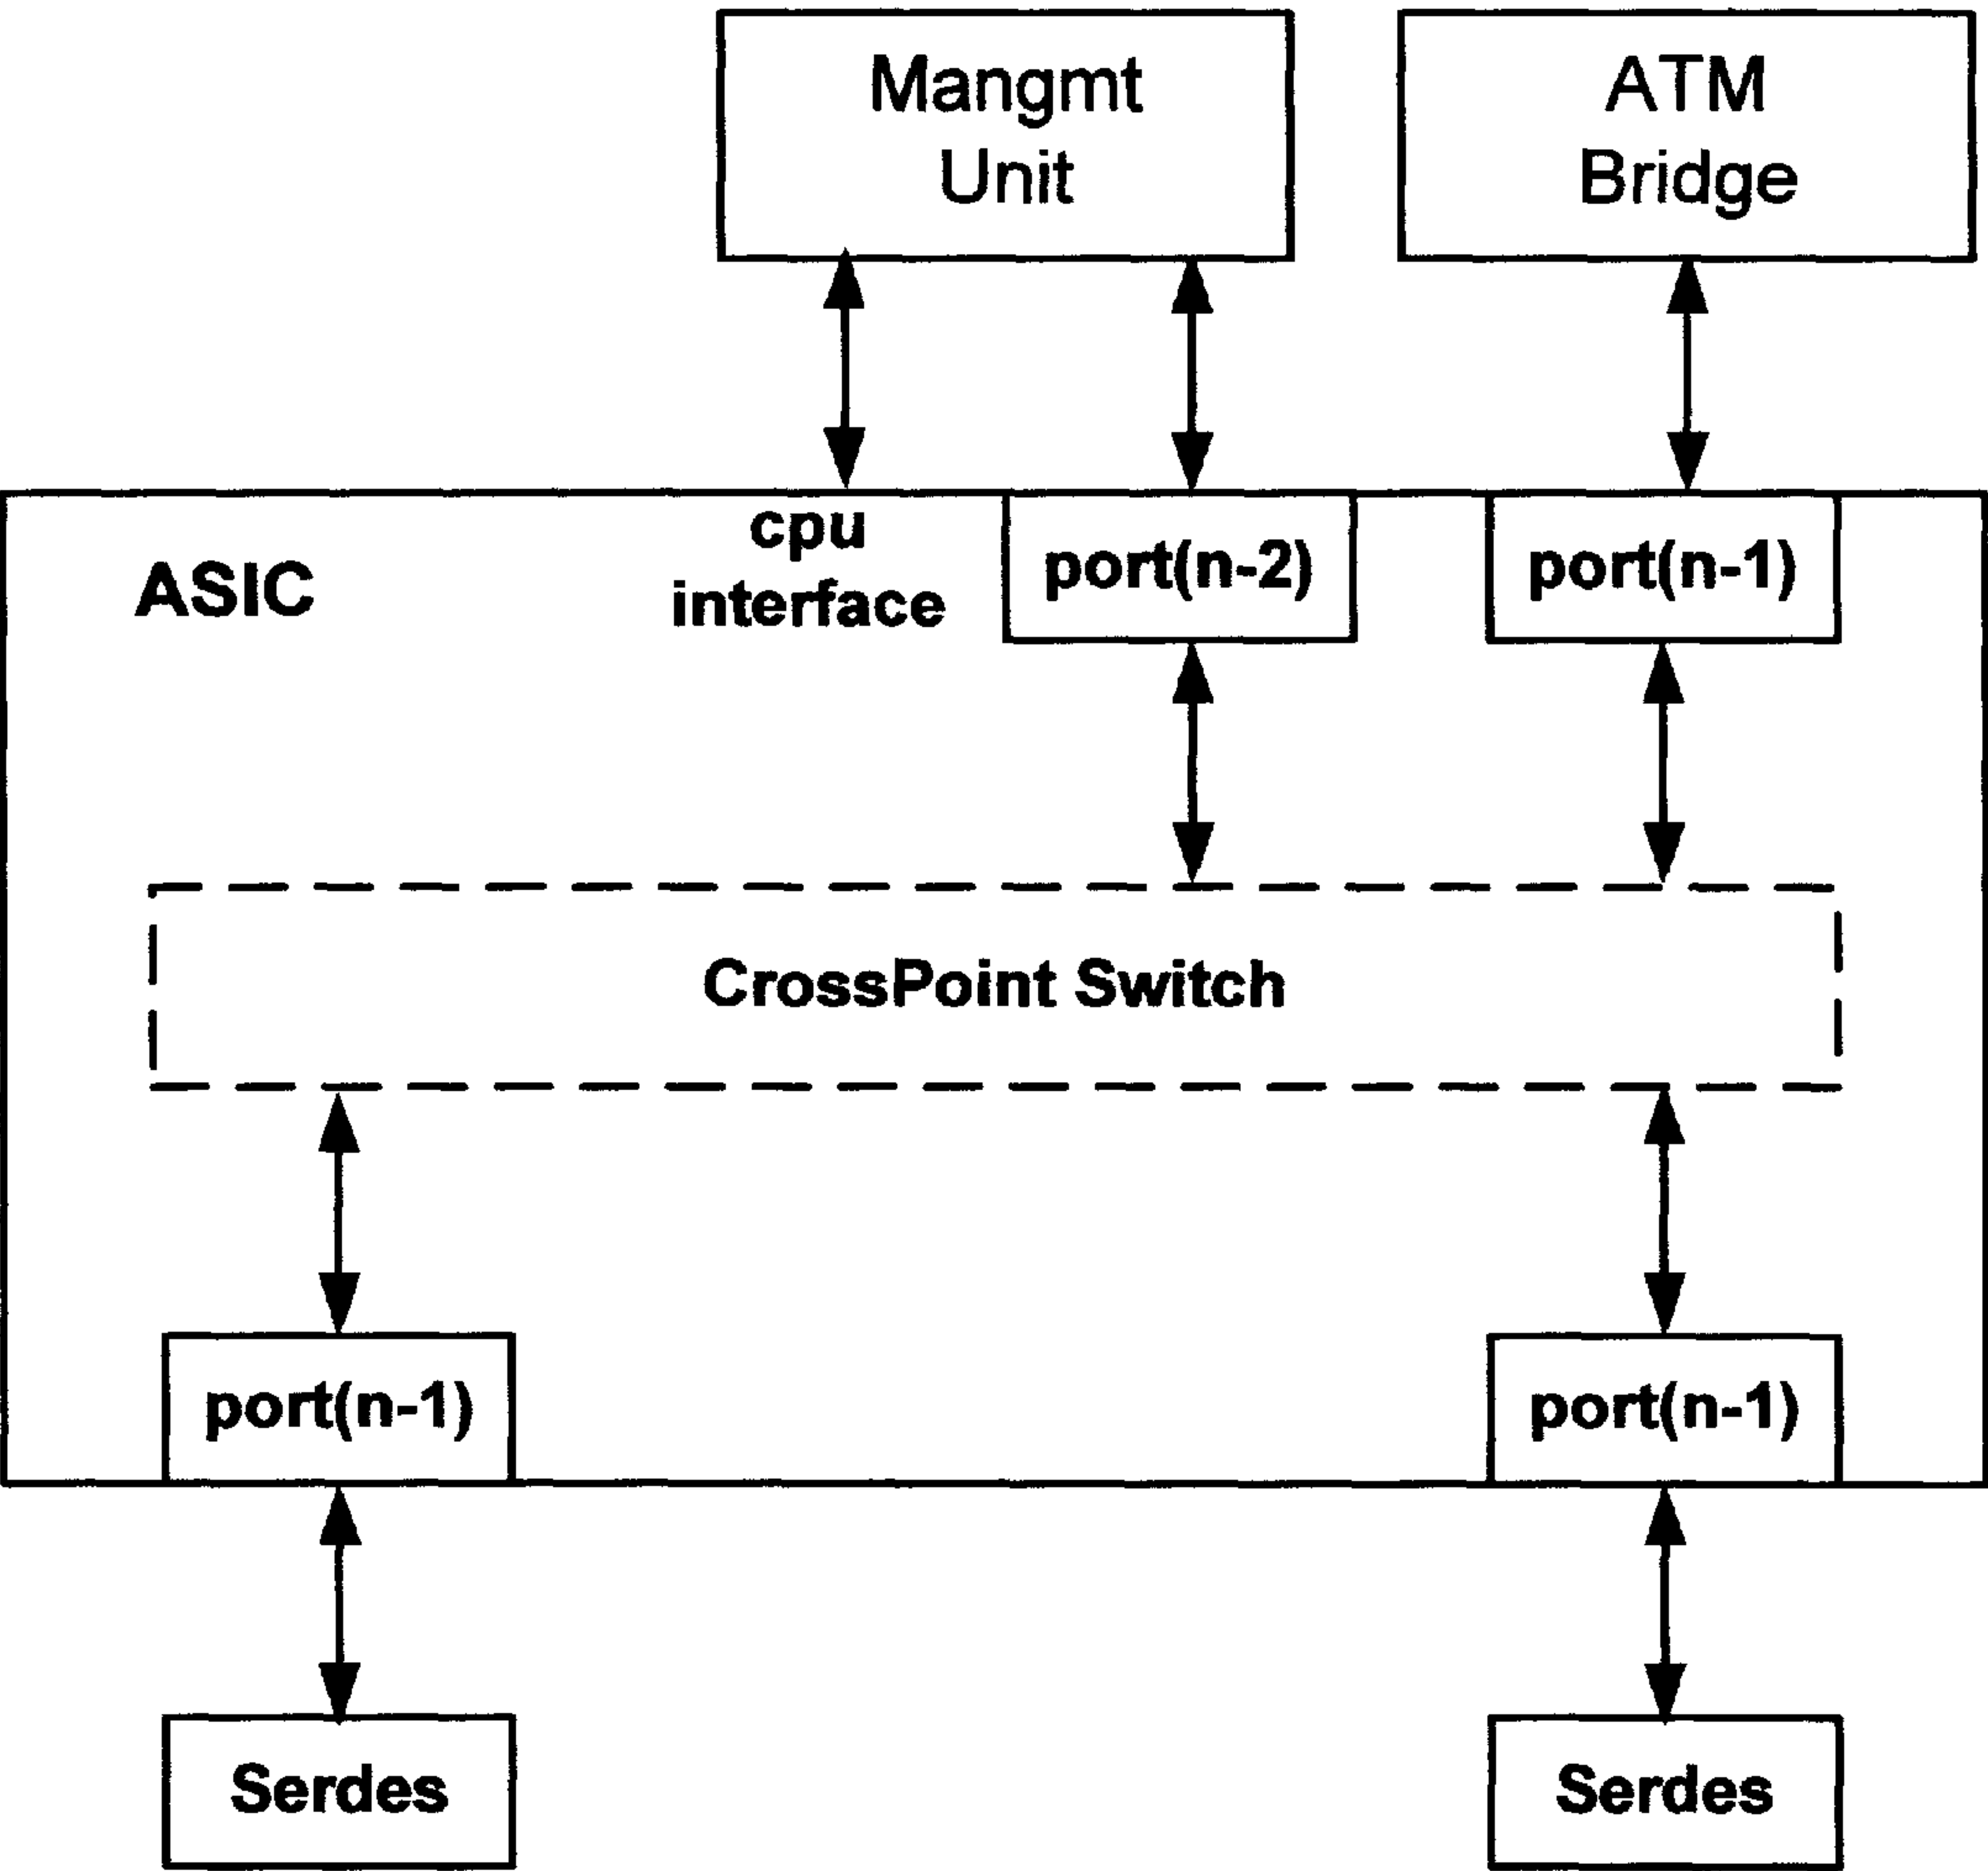 Mangmt
Unit
ATM
Bridge
ASIC
cpu
interface
port(n-2)
port(n-1)
CrossPoint Switch
port(n-1)
port(n-1)
Serdes
Serdes